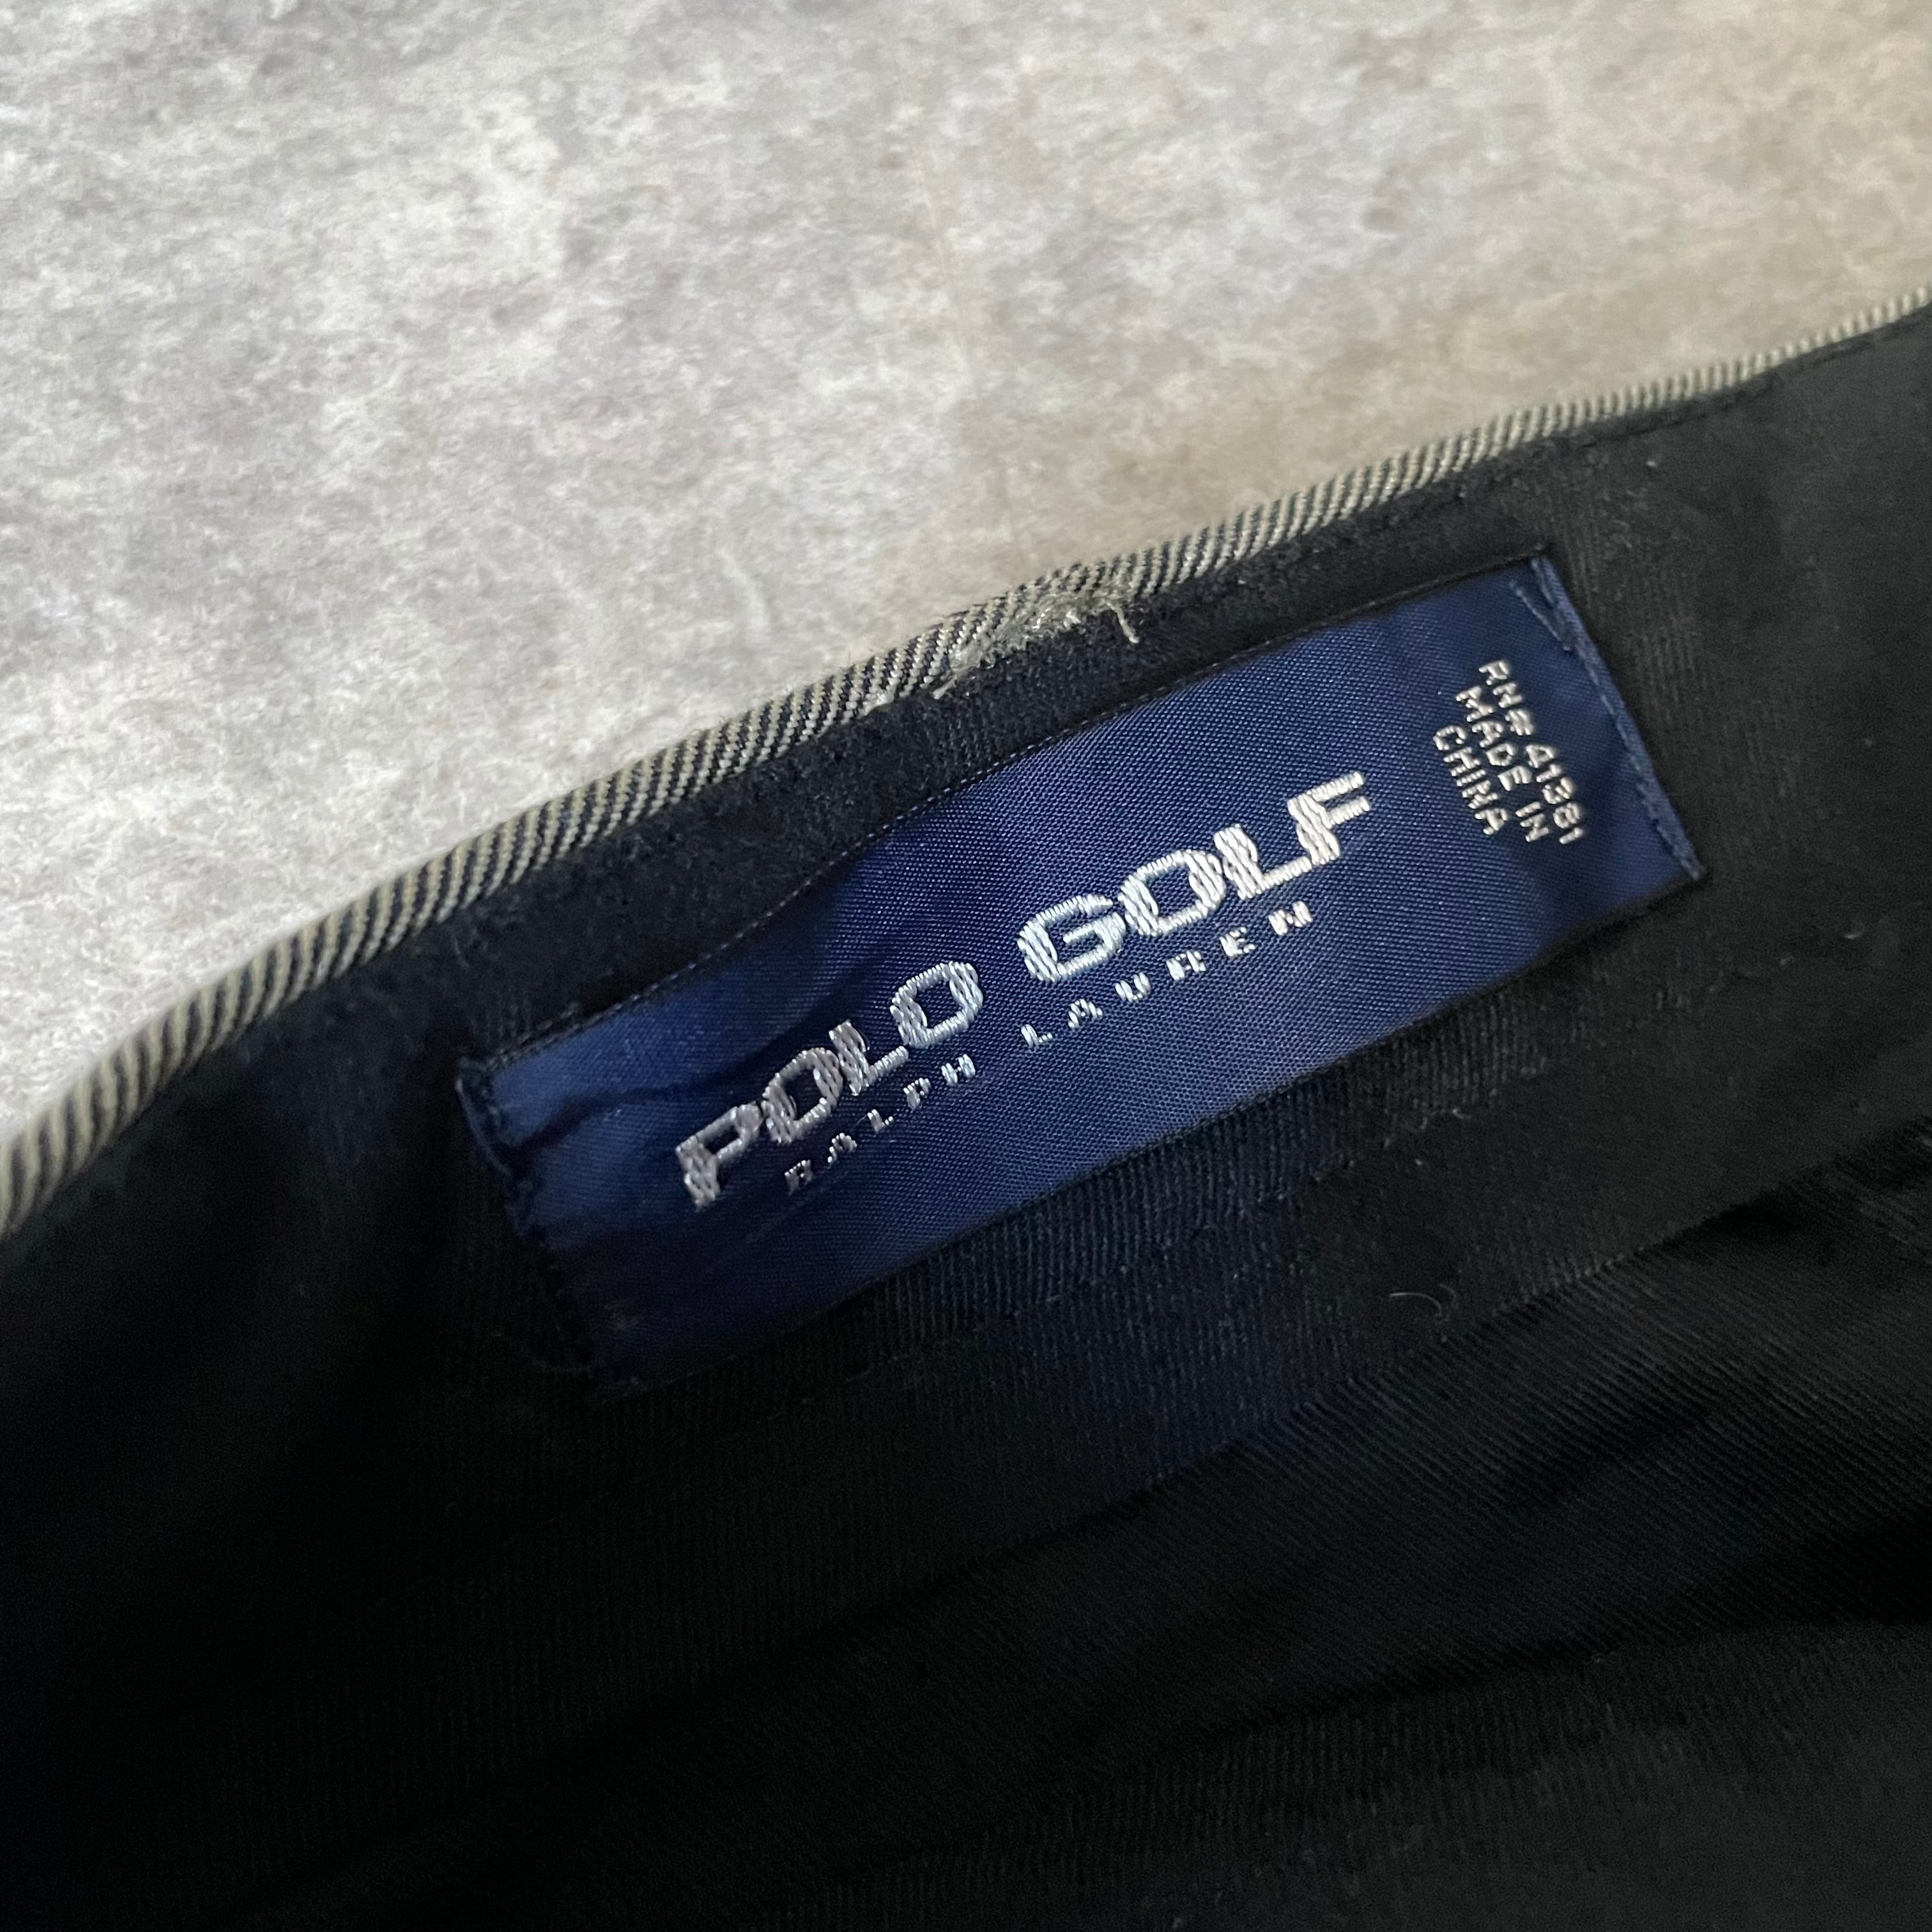 POLO GOLF
RALPH LAUREN
RN# 41381
MADE IN
CHINA